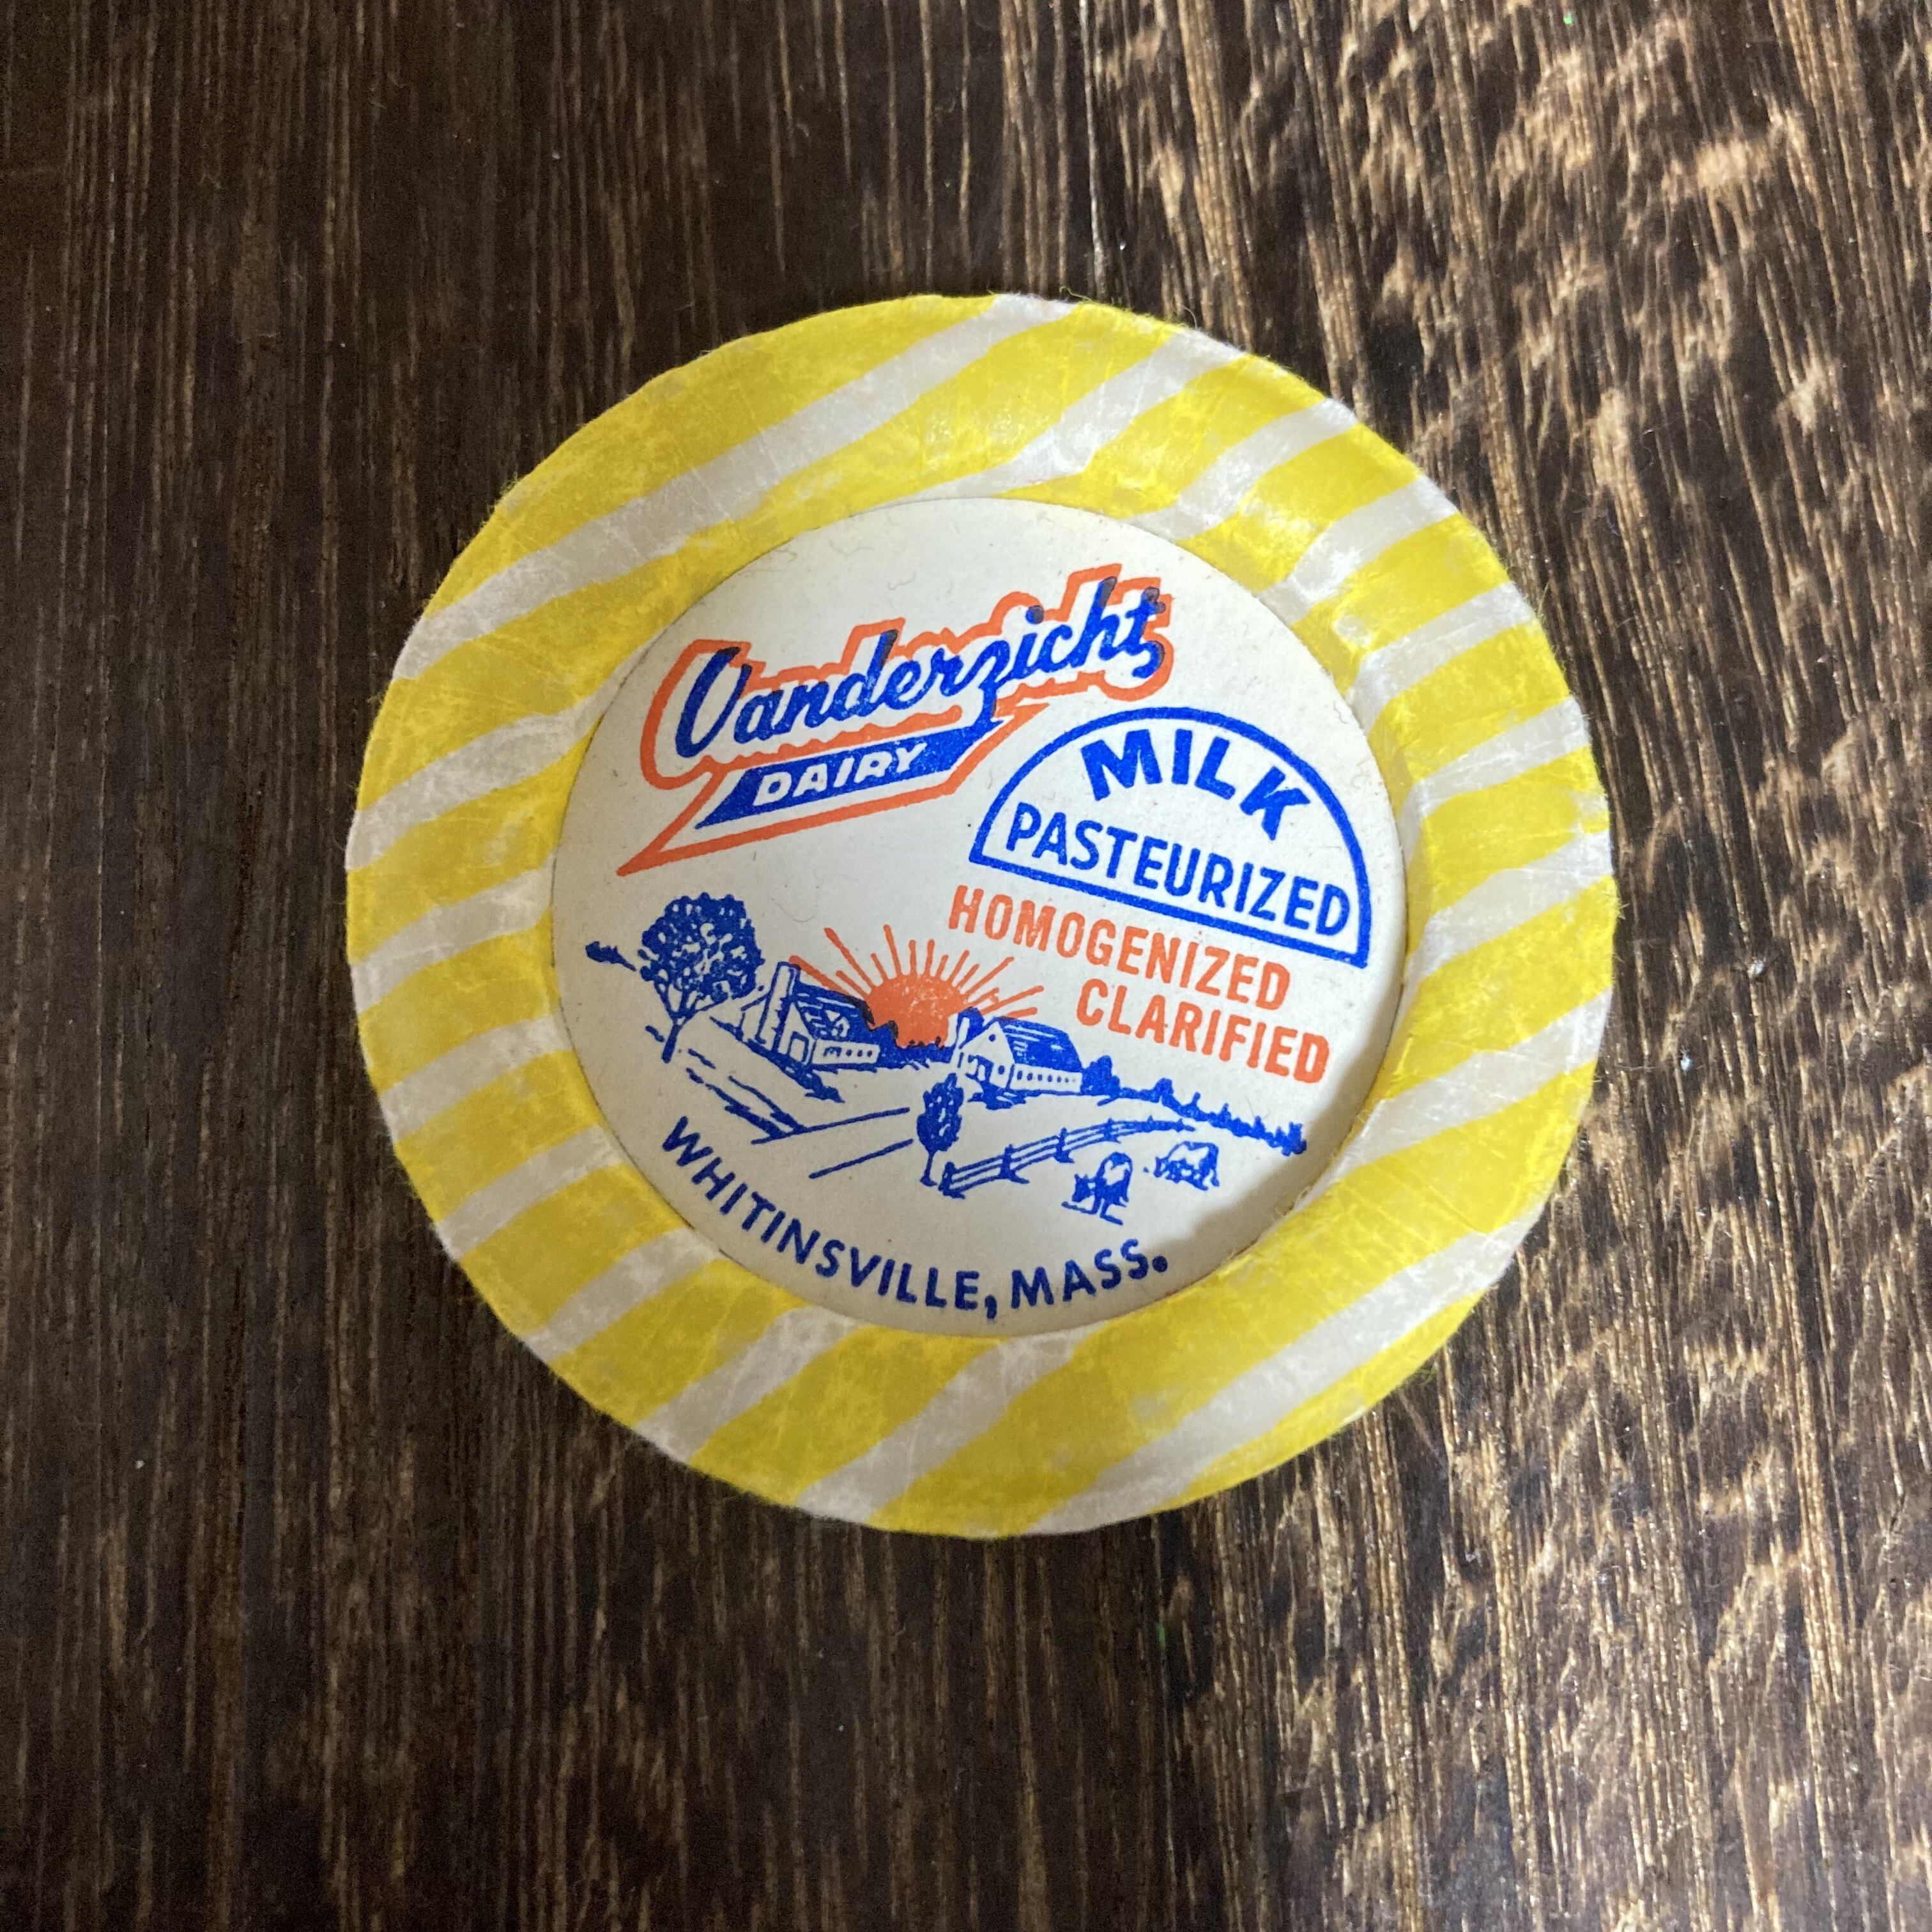 Vanderzicht
DAIRY
MILK
PASTEURIZED
HOMOGENIZED
CLARIFIED
WHITINSVILLE, MASS.